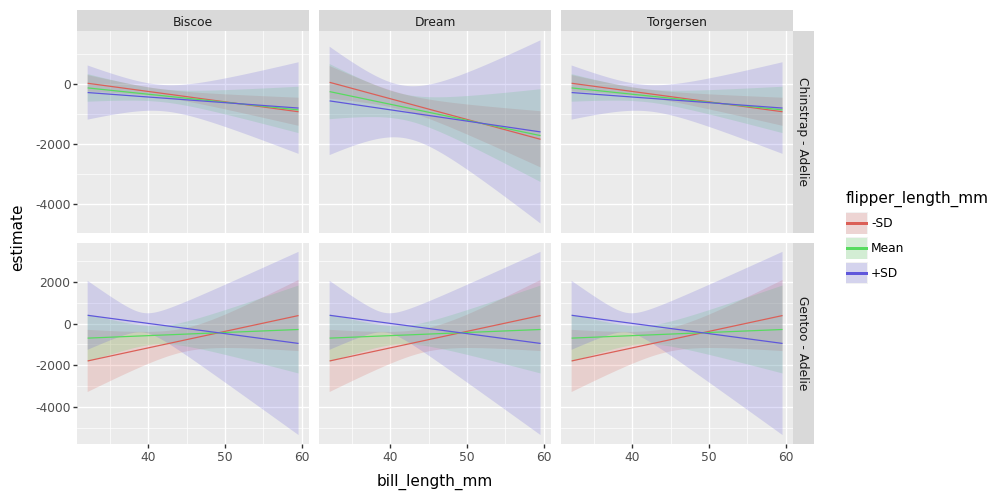 Biscoe
Dream
Torgersen
0
-2000
-4000
Chinstrap - Adelie
2000
0
-2000
-4000
Gentoo - Adelie
40 50 60
40 50 60
40 50 60
bill_length_mm
estimate
flipper_length_mm
-SD
Mean
+SD